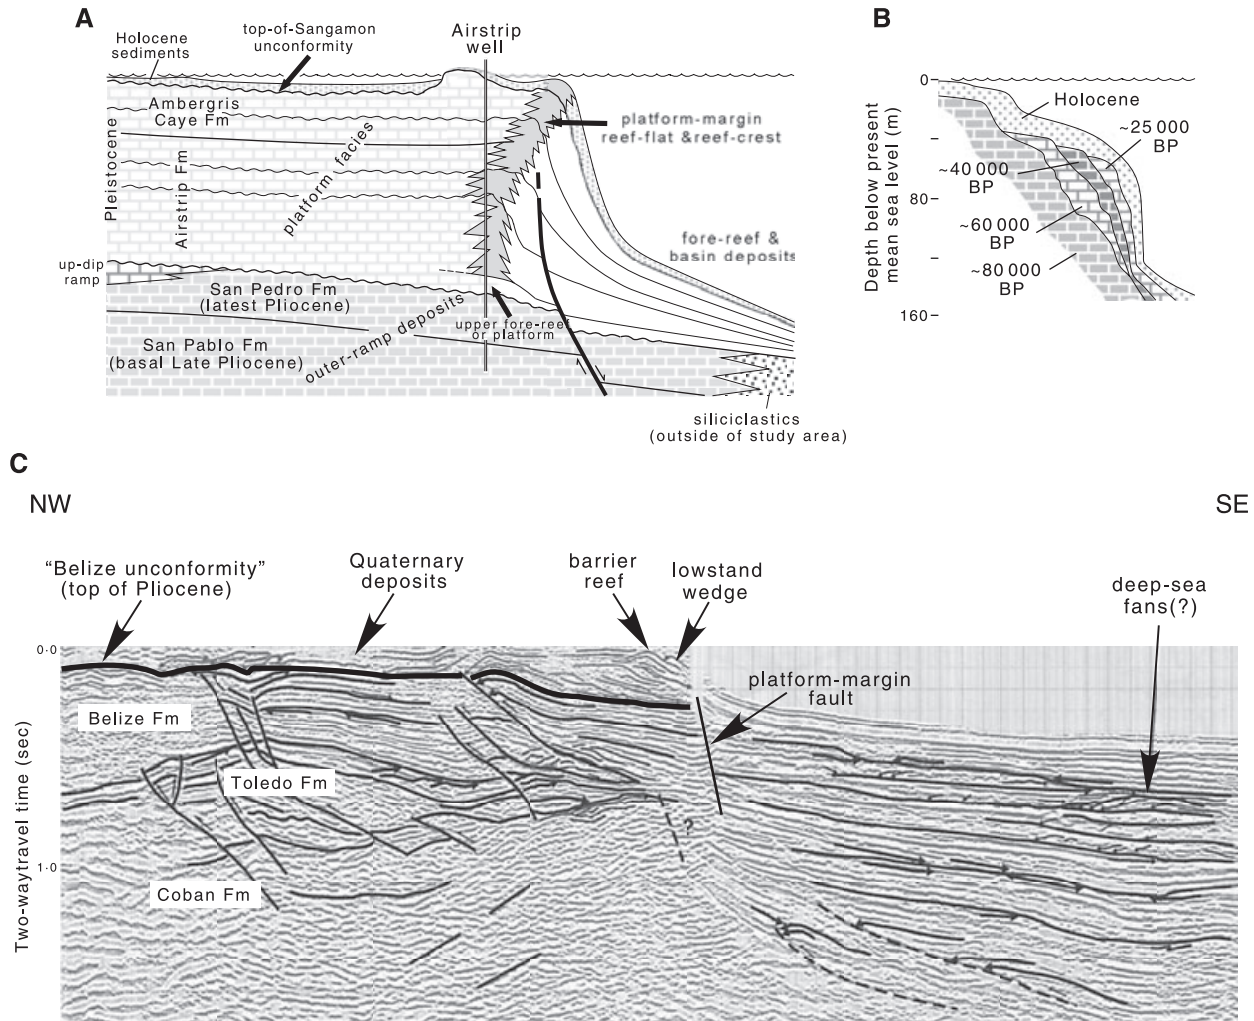 A
Holocene
sediments
top-of-Sangamon
unconformity
Airstrip
well
Ambergris
Caye Fm
Pleistocene
Airstrip Fm
platform facies
platform-margin
reef-flat &reef-crest
fore-reef &
basin deposits
up-dip
ramp
San Pedro Fm
(latest Pliocene)
San Pablo Fm
(basal Late Pliocene)
outer-ramp deposits
upper fore-reef
or platform
siliciclastics
(outside of study area)
B
Depth below present
mean sea level (m)
0
80
160
Holocene
~25 000
BP
~40 000
BP
~60 000
BP
~80 000
BP
C
NW
SE
"Belize unconformity"
(top of Pliocene)
Quaternary
deposits
barrier
reef
lowstand
wedge
deep-sea
fans(?)
platform-margin
fault
Two-waytravel time (sec)
0·0
1·0
Belize Fm
Toledo Fm
Coban Fm
?